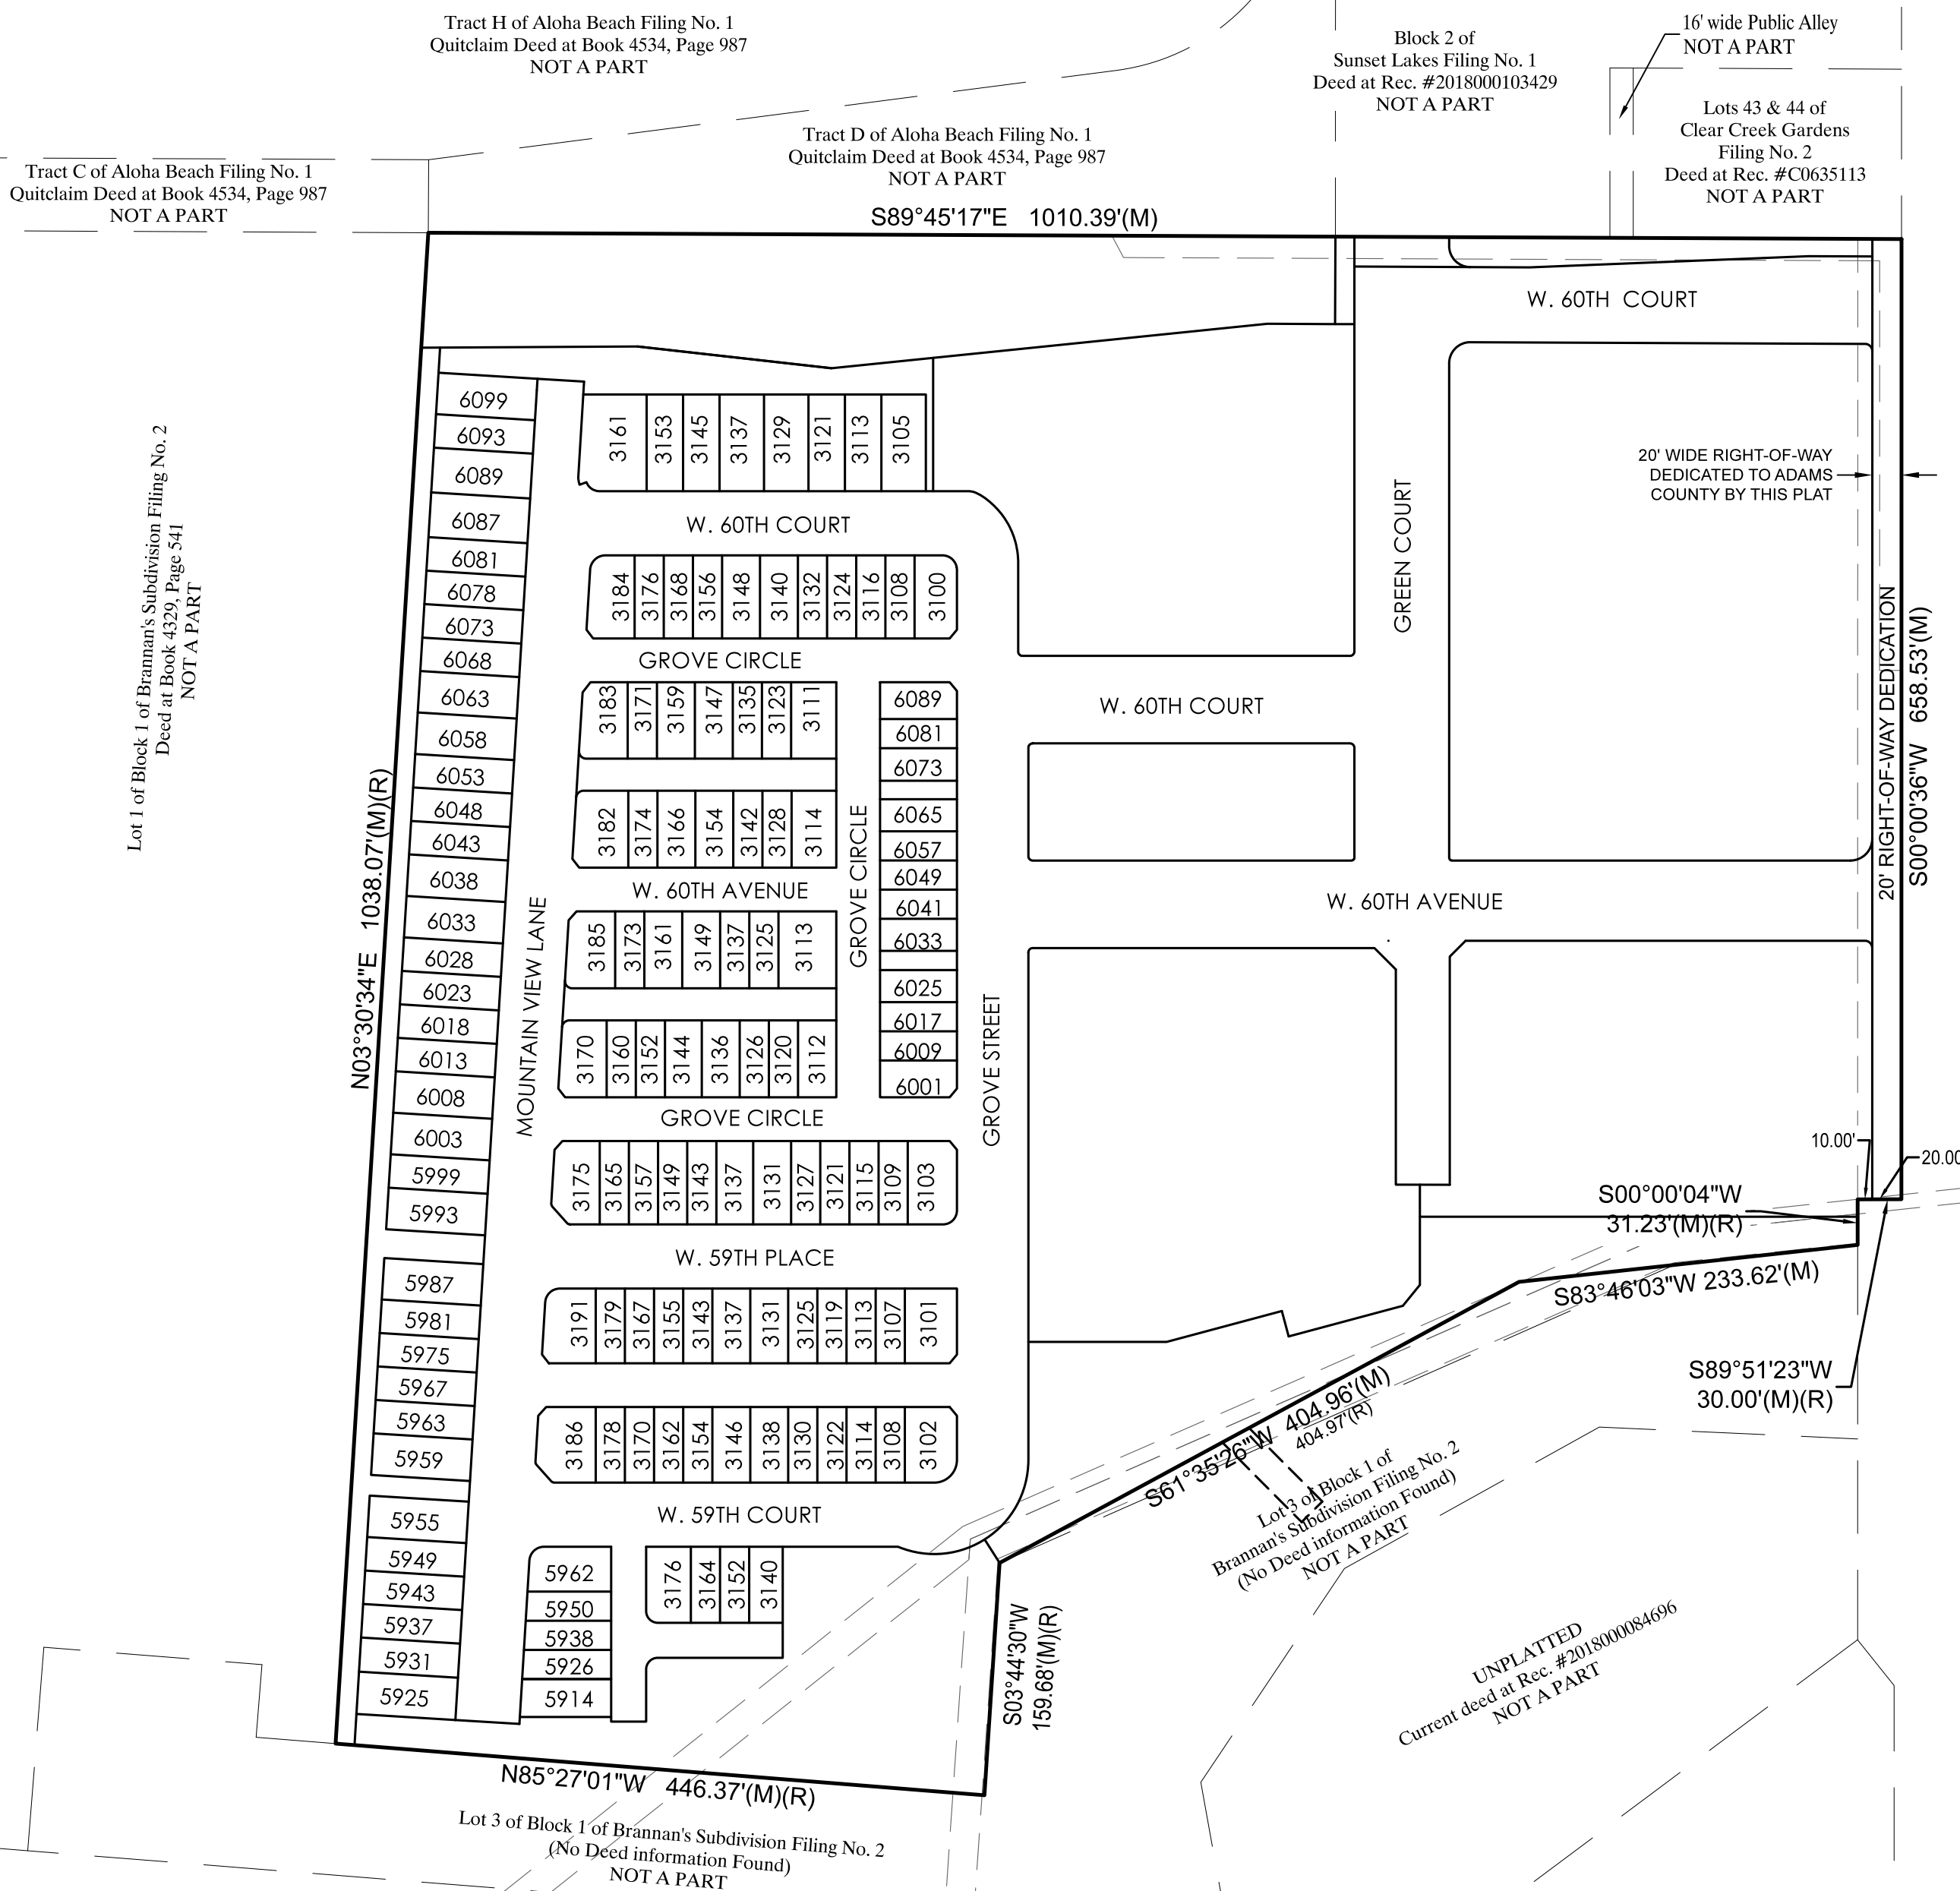 Tract H of Aloha Beach Filing No. 1
Quitclaim Deed at Book 4534, Page 987
NOT A PART
16' wide Public Alley
NOT A PART
Block 2 of
Sunset Lakes Filing No. 1
Deed at Rec. #2018000103429
NOT A PART
Lots 43 & 44 of
Clear Creek Gardens
Filing No. 2
Deed at Rec. #C0635113
NOT A PART
Tract D of Aloha Beach Filing No. 1
Quitclaim Deed at Book 4534, Page 987
NOT A PART
Tract C of Aloha Beach Filing No. 1
Quitclaim Deed at Book 4534, Page 987
NOT A PART
S89°45'17"E 1010.39'(M)
W. 60TH COURT
20' WIDE RIGHT-OF-WAY
DEDICATED TO ADAMS
COUNTY BY THIS PLAT
GREEN COURT
20' RIGHT-OF-WAY DEDICATION
S00°00'36"W 658.53'(M)
Lot 1 of Block 1 of Brannan's Subdivision Filing No. 2
Deed at Book 4329, Page 541
NOT A PART
N03°30'34"E 1038.07'(M)(R)
6099
6093
6089
6087
6081
6078
6073
6068
6063
6058
6053
6048
6043
6038
6033
6028
6023
6018
6013
6008
6003
5999
5993
5987
5981
5975
5967
5963
5959
5955
5949
5943
5937
5931
5925
MOUNTAIN VIEW LANE
3161 3153 3145 3137 3129 3121 3113 3105
W. 60TH COURT
3184 3176 3168 3156 3148 3140 3132 3124 3116 3108 3100
GROVE CIRCLE
3183 3171 3159 3147 3135 3123 3111
3182 3174 3166 3154 3142 3128 3114
W. 60TH AVENUE
3185 3173 3161 3149 3137 3125 3113
3170 3160 3152 3144 3136 3126 3120 3112
GROVE CIRCLE
GROVE CIRCLE
6089
6081
6073
6065
6057
6049
6041
6033
6025
6017
6009
6001
GROVE STREET
W. 60TH COURT
W. 60TH AVENUE
3175 3165 3157 3149 3143 3137 3131 3127 3121 3115 3109 3103
W. 59TH PLACE
3191 3179 3167 3155 3143 3137 3131 3125 3119 3113 3107 3101
3186 3178 3170 3162 3154 3146 3138 3130 3122 3114 3108 3102
W. 59TH COURT
5962
5950
5938
5926
5914
3176 3164 3152 3140
10.00'
20.00
S00°00'04"W
31.23'(M)(R)
S83°46'03"W 233.62'(M)
S89°51'23"W
30.00'(M)(R)
S61°35'26"W 404.96'(M)
404.97'(R)
Lot 3 of Block 1 of
Brannan's Subdivision Filing No. 2
(No Deed information Found)
NOT A PART
S03°44'30"W
159.68'(M)(R)
UNPLATTED
Current deed at Rec. #2018000084696
NOT A PART
N85°27'01"W 446.37'(M)(R)
Lot 3 of Block 1 of Brannan's Subdivision Filing No. 2
(No Deed information Found)
NOT A PART